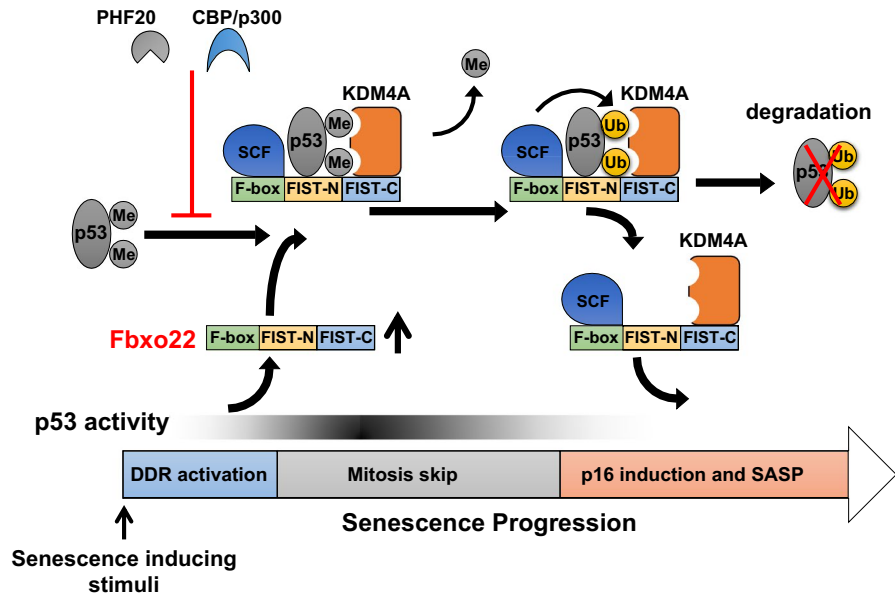 PHF20
CBP/p300
Me
KDM4A
KDM4A
degradation
SCF
p53
Me
Me
SCF
p53
Ub
Ub
p53
Ub
Ub
F-box
FIST-N
FIST-C
F-box
FIST-N
FIST-C
p53
Me
Me
KDM4A
SCF
Fbxo22
F-box
FIST-N
FIST-C
F-box
FIST-N
FIST-C
p53 activity
DDR activation
Mitosis skip
p16 induction and SASP
Senescence Progression
Senescence inducing
stimuli